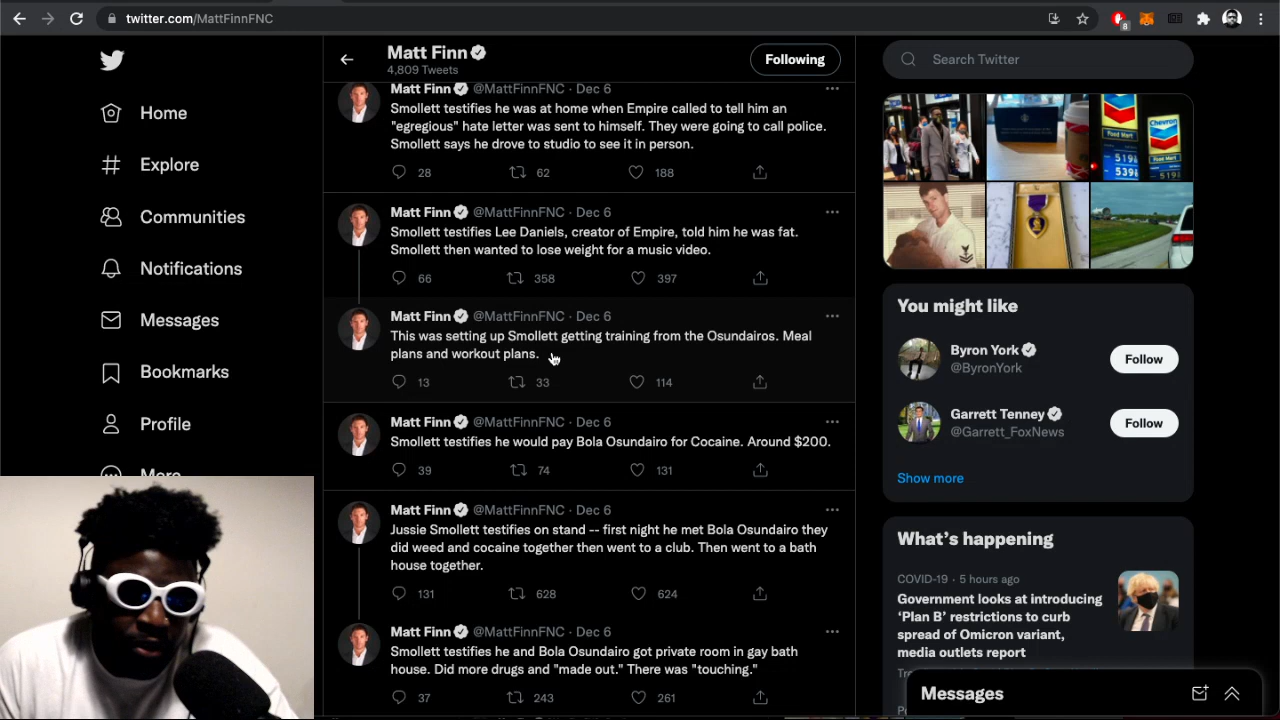 twitter.com/MattFinnFNC
8
Home
Explore
Communities
Notifications
Messages
Bookmarks
Profile
More
Matt Finn
4,809 Tweets
Following
Matt Finn @MattFinnFNC · Dec 6
Smollett testifies he was at home when Empire called to tell him an
"egregious" hate letter was sent to himself. They were going to call police.
Smollett says he drove to studio to see it in person.
28 62 188
Matt Finn @MattFinnFNC · Dec 6
Smollett testifies Lee Daniels, creator of Empire, told him he was fat.
Smollett then wanted to lose weight for a music video.
66 358 397
Matt Finn @MattFinnFNC · Dec 6
This was setting up Smollett getting training from the Osundairos. Meal
plans and workout plans.
13 33 114
Matt Finn @MattFinnFNC · Dec 6
Smollett testifies he would pay Bola Osundairo for Cocaine. Around $200.
39 74 131
Matt Finn @MattFinnFNC · Dec 6
Jussie Smollett testifies on stand -- first night he met Bola Osundairo they
did weed and cocaine together then went to a club. Then went to a bath
house together.
131 628 624
Matt Finn @MattFinnFNC · Dec 6
Smollett testifies he and Bola Osundairo got private room in gay bath
house. Did more drugs and "made out." There was "touching."
37 243 261
Search Twitter
Chevron
Food Mart
519
539
Chevron
Food Mart
519
538
You might like
Byron York
@ByronYork
Follow
Garrett Tenney
@Garrett_FoxNews
Follow
Show more
What's happening
COVID-19 · 5 hours ago
Government looks at introducing
'Plan B' restrictions to curb
spread of Omicron variant,
media outlets report
Messages